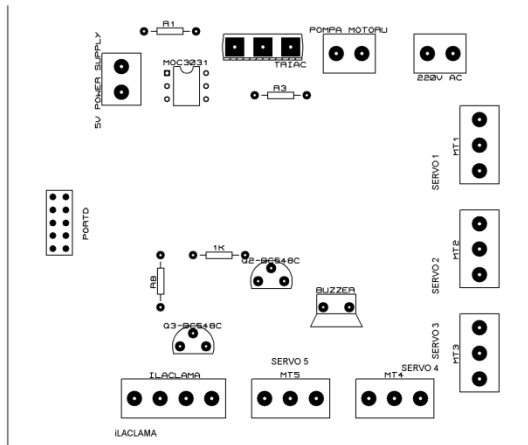 R1
POMPA MOTORU
MOC3031
TRIAC
220V AC
5V POWER SUPPLY
R3
MT1
SERVO 1
PORTD
MT2
SERVO 2
1K
Q2-BC548C
R8
BUZZER
Q3-BC548C
MT3
SERVO 3
SERVO 5
SERVO 4
ILACLAMA
MT5
MT4
iLACLAMA